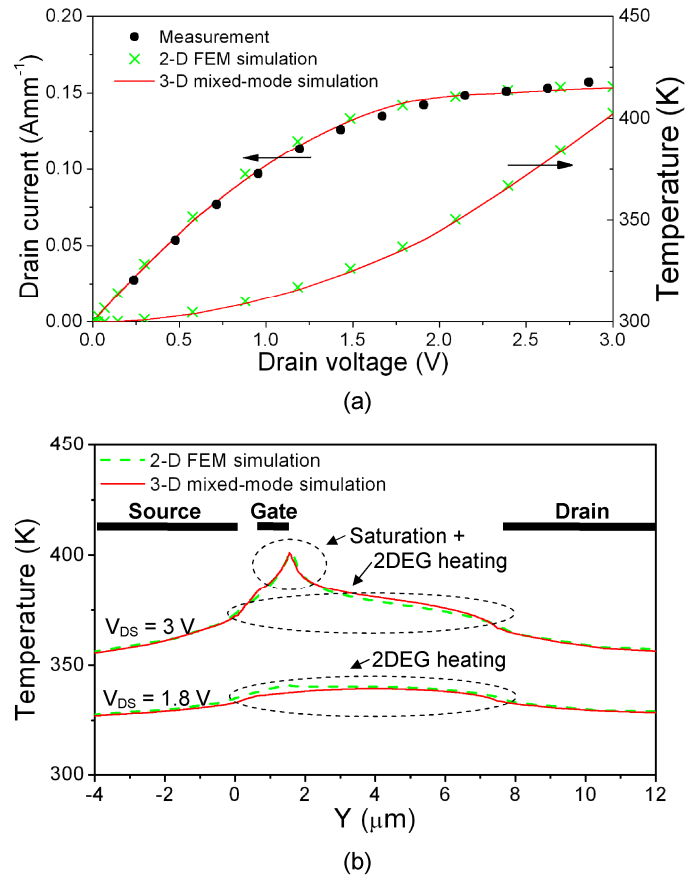 0.20
0.15
0.10
0.05
0.00
Drain current (Amm⁻¹)
Measurement
2-D FEM simulation
3-D mixed-mode simulation
450
400
350
300
Temperature (K)
0.0 0.5 1.0 1.5 2.0 2.5 3.0
Drain voltage (V)
(a)
450
400
350
300
Temperature (K)
2-D FEM simulation
3-D mixed-mode simulation
Source Gate Drain
Saturation +
2DEG heating
V_DS = 3 V
2DEG heating
V_DS = 1.8 V
-4 -2 0 2 4 6 8 10 12
Y (μm)
(b)